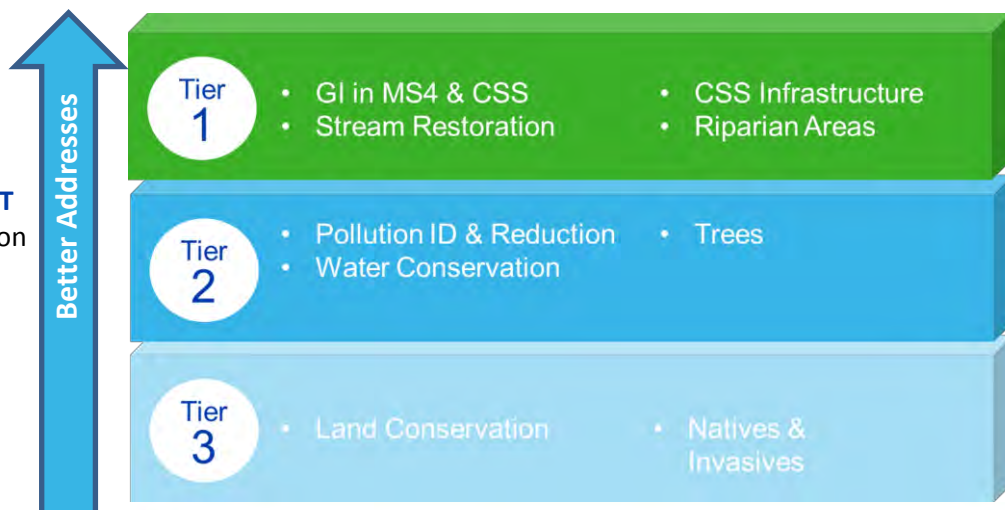 Better Addresses
T
on
Tier
1
• GI in MS4 & CSS
• Stream Restoration
• CSS Infrastructure
• Riparian Areas
Tier
2
• Pollution ID & Reduction
• Water Conservation
• Trees
Tier
3
• Land Conservation
• Natives &
Invasives